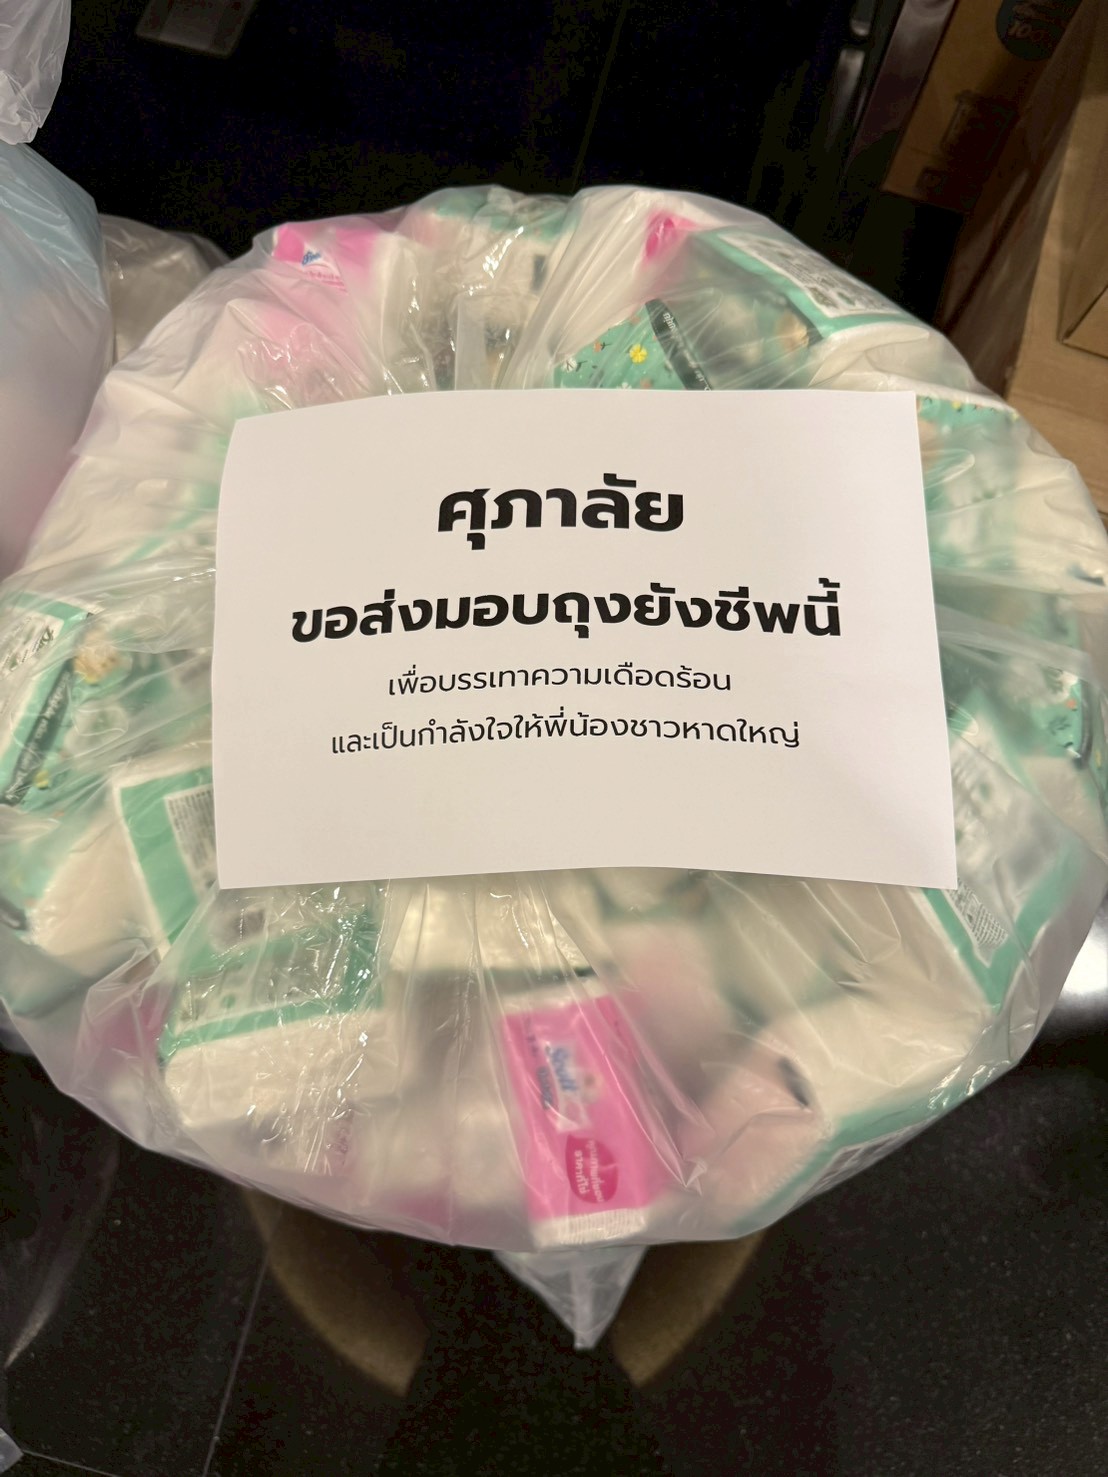 ศุภาลัย
ขอส่งมอบถุงยังชีพนี้
เพื่อบรรเทาความเดือดร้อน
และเป็นกำลังใจให้พี่น้องชาวหาดใหญ่